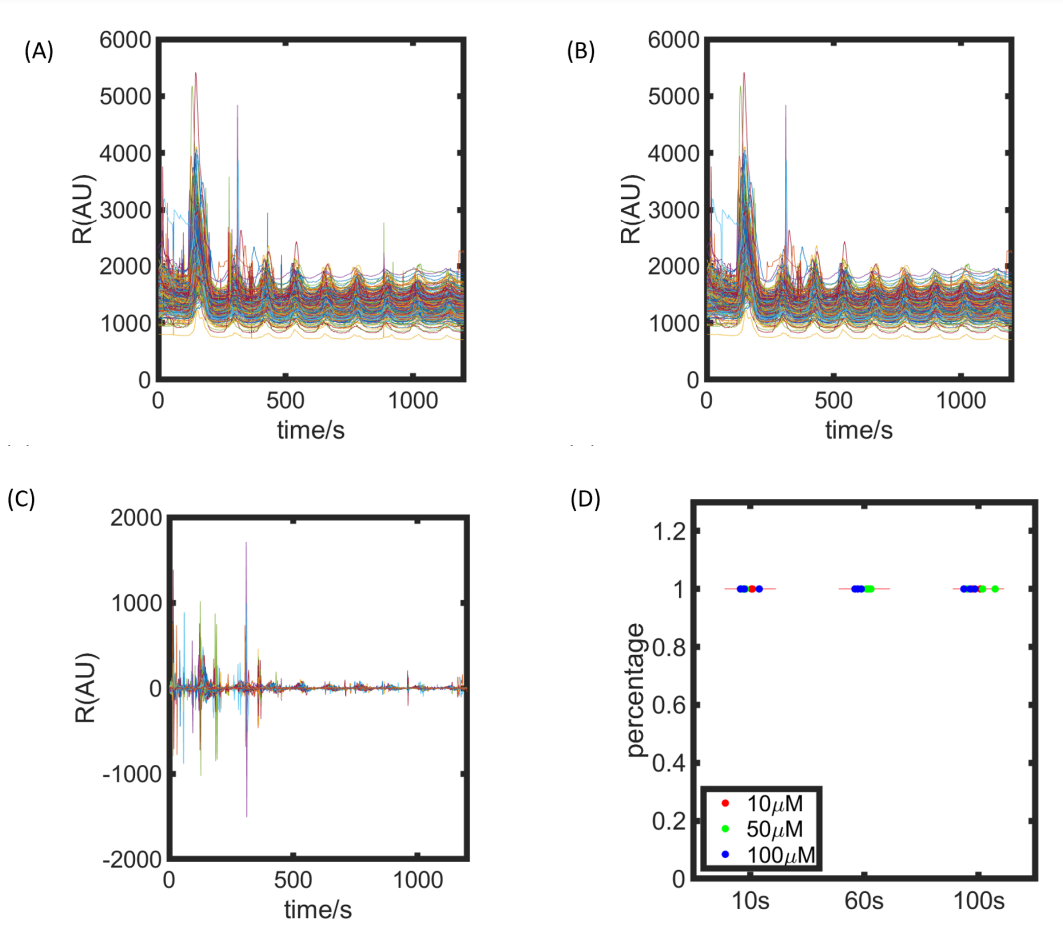 (A)
6000
5000
4000
3000
2000
1000
0
R(AU)
0 500 1000
time/s
(B)
6000
5000
4000
3000
2000
1000
0
R(AU)
0 500 1000
time/s
(C)
2000
1000
0
-1000
-2000
R(AU)
0 500 1000
time/s
(D)
1.2
1
0.8
0.6
0.4
0.2
0
percentage
10μM
50μM
100μM
10s 60s 100s